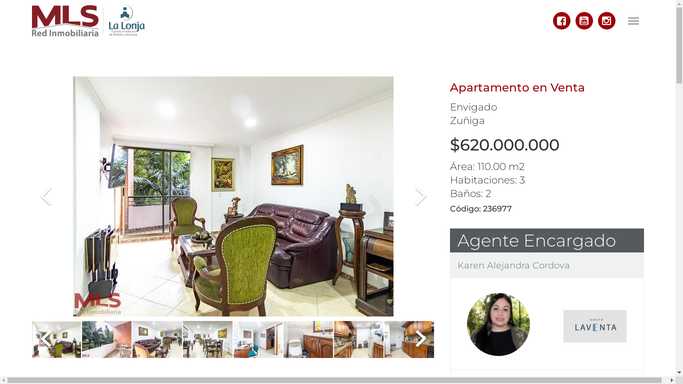 MLS
Red Inmobiliaria
La Lonja
Apartamento en Venta
Envigado
Zuñiga
$620.000.000
Área: 110.00 m2
Habitaciones: 3
Baños: 2
Código: 236977
Agente Encargado
Karen Alejandra Cordova
LAVENTA
MLS
Red Inmobiliaria